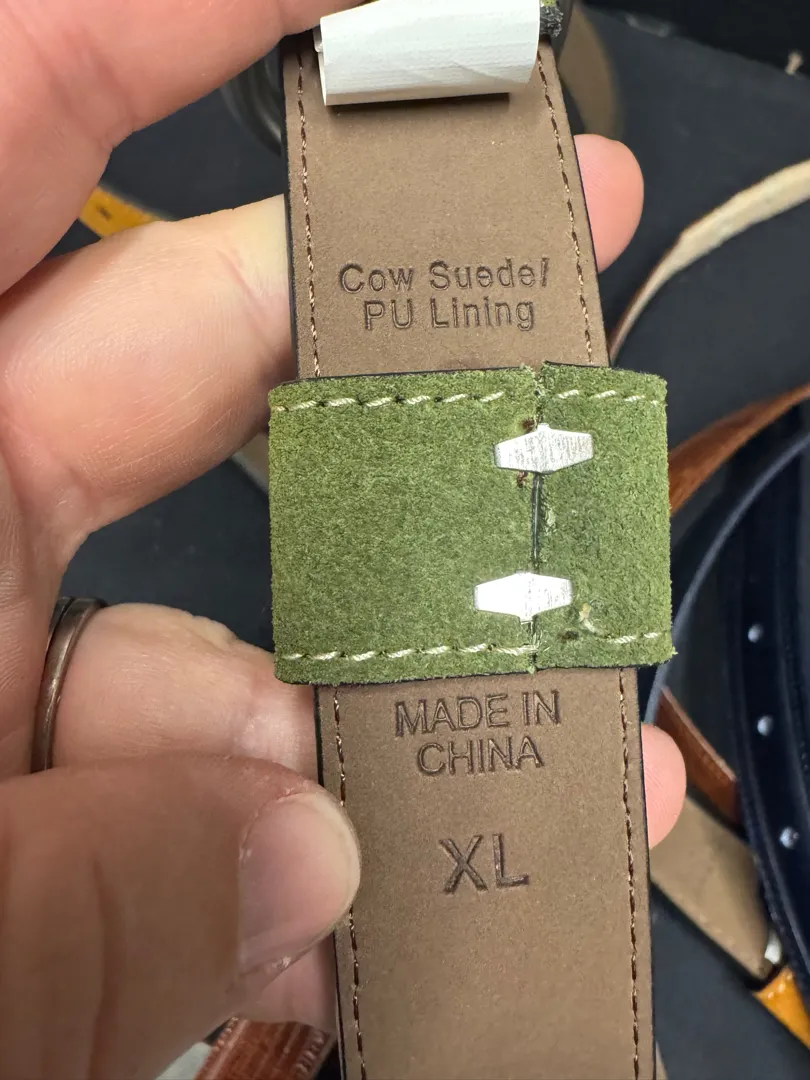 Cow Suede/
PU Lining
MADE IN
CHINA
XL